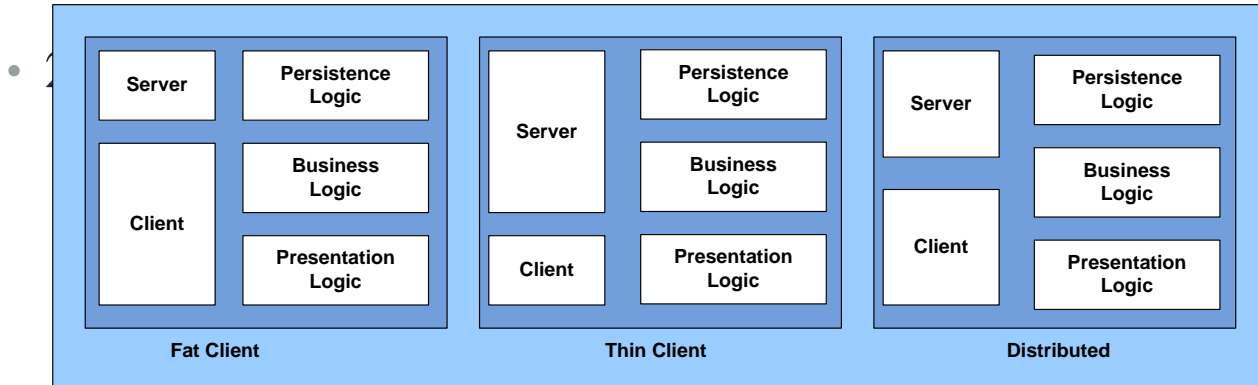 Server
Persistence
Logic
Client
Business
Logic
Presentation
Logic
Fat Client
Server
Persistence
Logic
Business
Logic
Client
Presentation
Logic
Thin Client
Server
Persistence
Logic
Business
Logic
Client
Presentation
Logic
Distributed